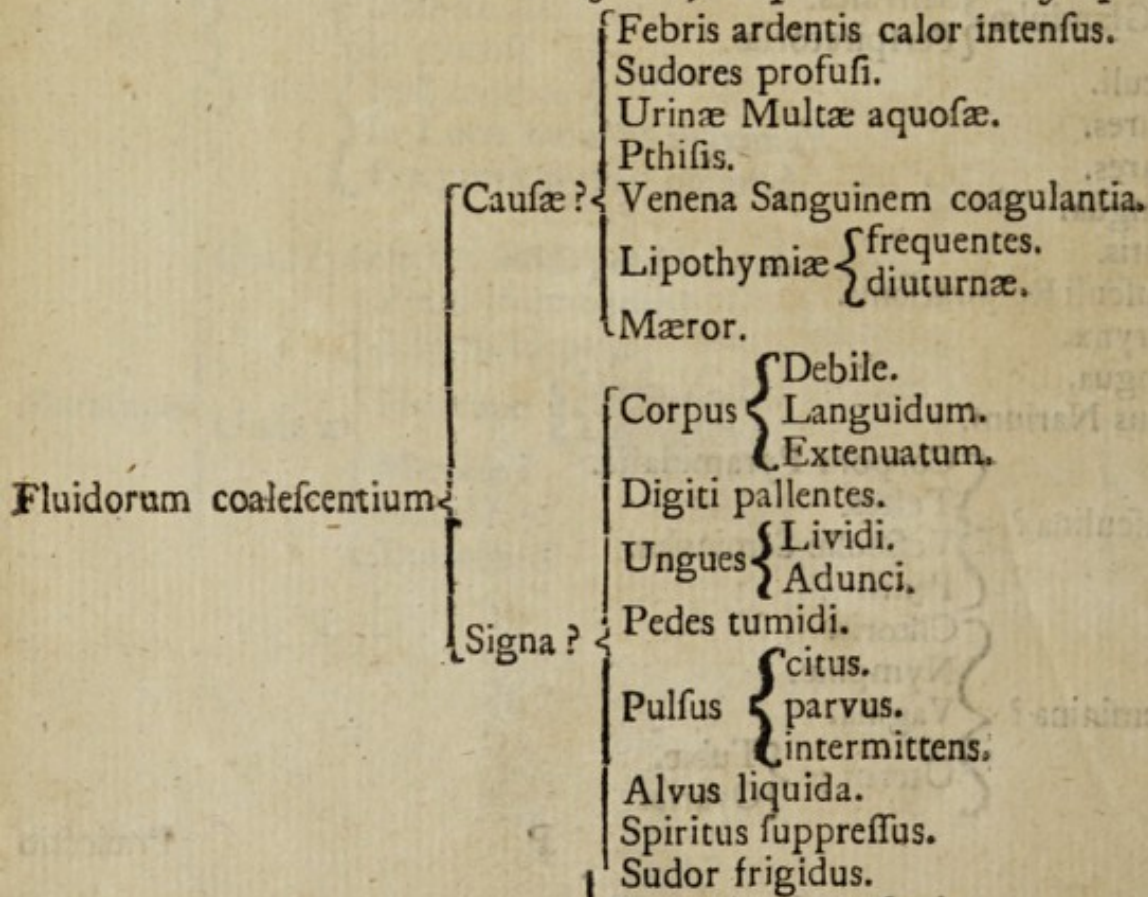 Febris ardentis calor intenſus.
Sudores profuſi.
Urinæ Multæ aquoſæ.
Pthiſis.
Cauſæ ? Venena Sanguinem coagulantia.
Lipothymiæ
frequentes.
diuturnæ.
Mæror.
Fluidorum coaleſcentium
Corpus
Debile.
Languidum.
Extenuatum.
Digiti pallentes.
Ungues
Lividi.
Adunci.
Signa ?
Pedes tumidi.
Pulſus
citus.
parvus.
intermittens.
Alvus liquida.
Spiritus ſuppreſſus.
Sudor frigidus.